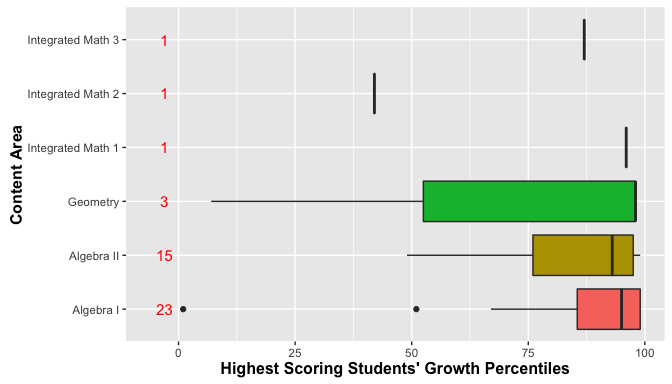 Integrated Math 3 1
Integrated Math 2 1
Integrated Math 1 1
Geometry 3
Algebra II 15
Algebra I 23
Content Area
0 25 50 75 100
Highest Scoring Students' Growth Percentiles